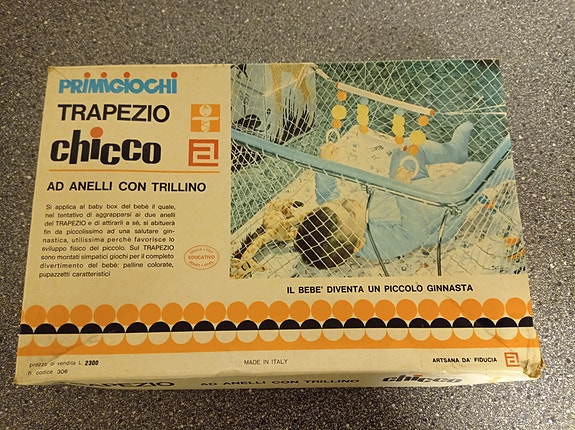 PRIMIGIOCHI
TRAPEZIO
chicco
AD ANELLI CON TRILLINO
Si applica al baby box del bebè il quale,
nel tentativo di aggrapparsi ai due anelli
del TRAPEZIO e di attirarli a sé, si abituera
fin da piccolissimo ad una salutare gin-
nastica, utilissima perché favorisce lo
sviluppo fisico del piccolo. Sul TRAPEZIO
sono montati simpatici giochi per il completo
divertimento del bebè: palline colorate,
pupazzetti caratteristici
EDUCATIVO
IL BEBE' DIVENTA UN PICCOLO GINNASTA
prezzo di vendita L. 2300
n. codice 306
MADE IN ITALY
ARTSANA DA' FIDUCIA
TRAPEZIO AD ANELLI CON TRILLINO chicco